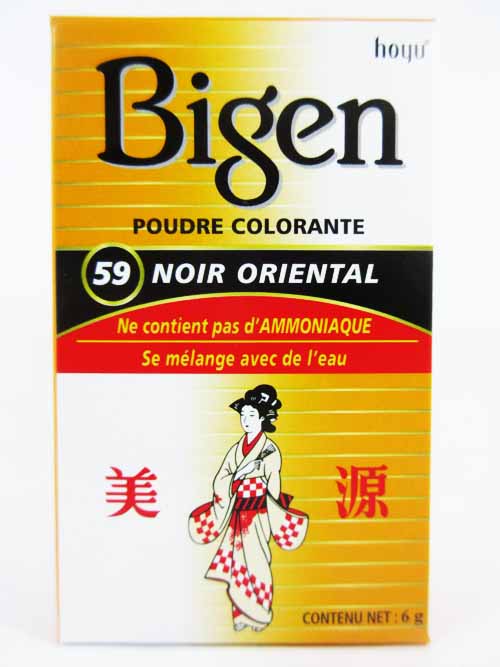 hoyu
Bigen
POUDRE COLORANTE
59 NOIR ORIENTAL
Ne contient pas d'AMMONIAQUE
Se mélange avec de l'eau
美 源
CONTENU NET : 6 g